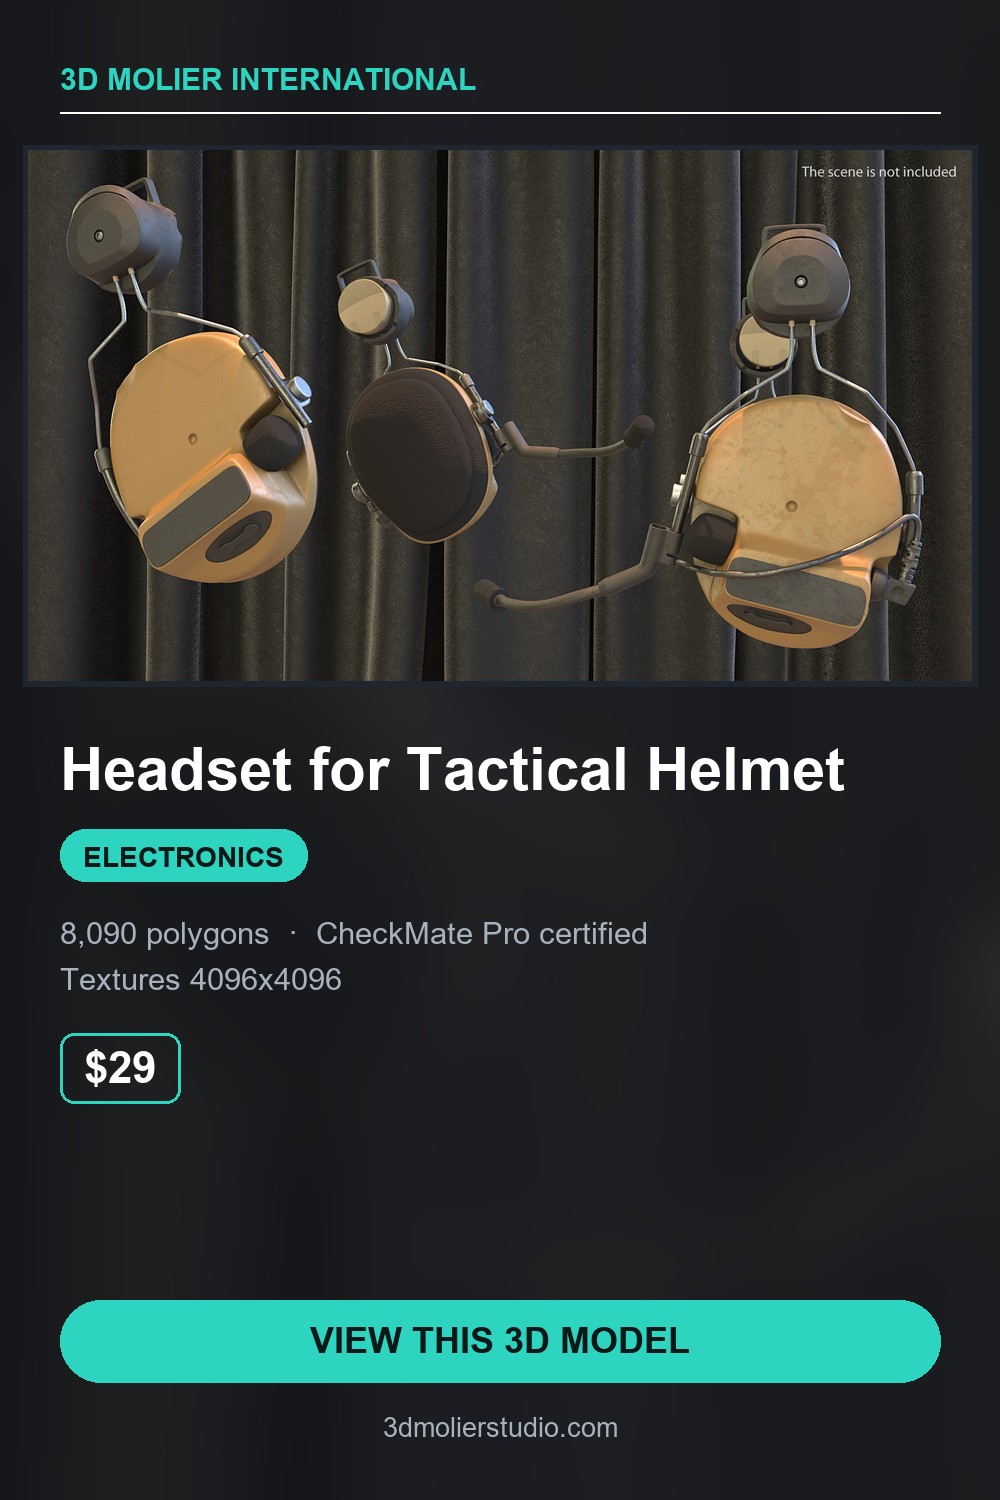 3D MOLIER INTERNATIONAL
The scene is not included
Headset for Tactical Helmet
ELECTRONICS
8,090 polygons · CheckMate Pro certified
Textures 4096x4096
$29
VIEW THIS 3D MODEL
3dmolierstudio.com